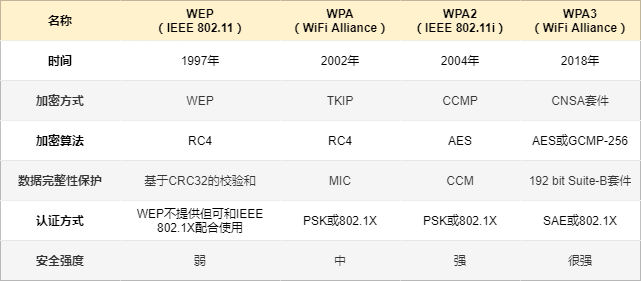 名称 WEP WPA WPA2 WPA3
（IEEE 802.11） （WiFi Alliance） （IEEE 802.11i） （WiFi Alliance）
时间 1997年 2002年 2004年 2018年
加密方式 WEP TKIP CCMP CNSA套件
加密算法 RC4 RC4 AES AES或GCMP-256
数据完整性保护 基于CRC32的校验和 MIC CCM 192 bit Suite-B套件
认证方式 WEP不提供但可和IEEE 802.1X配合使用 PSK或802.1X PSK或802.1X SAE或802.1X
安全强度 弱 中 强 很强